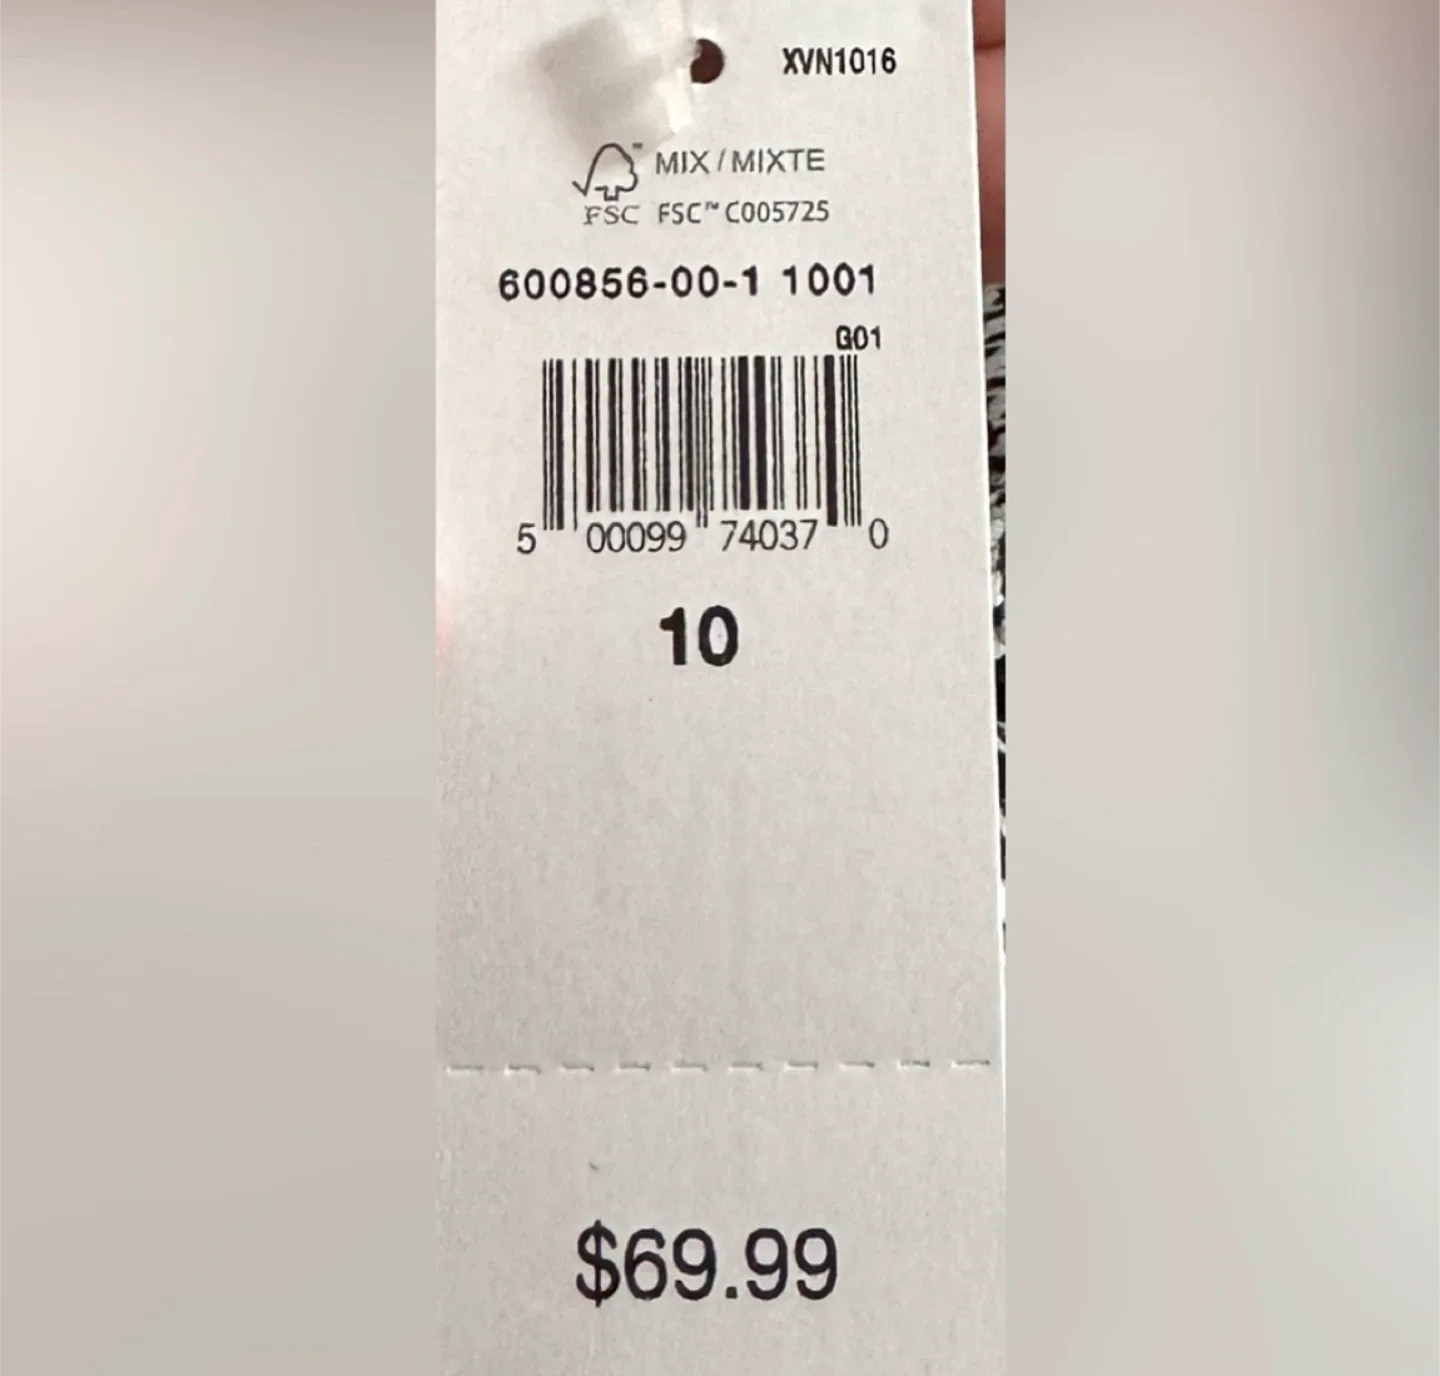 XVN1016
MIX / MIXTE
FSC FSC™ C005725
600856-00-1 1001
G01
5 00099 74037 0
10
$69.99